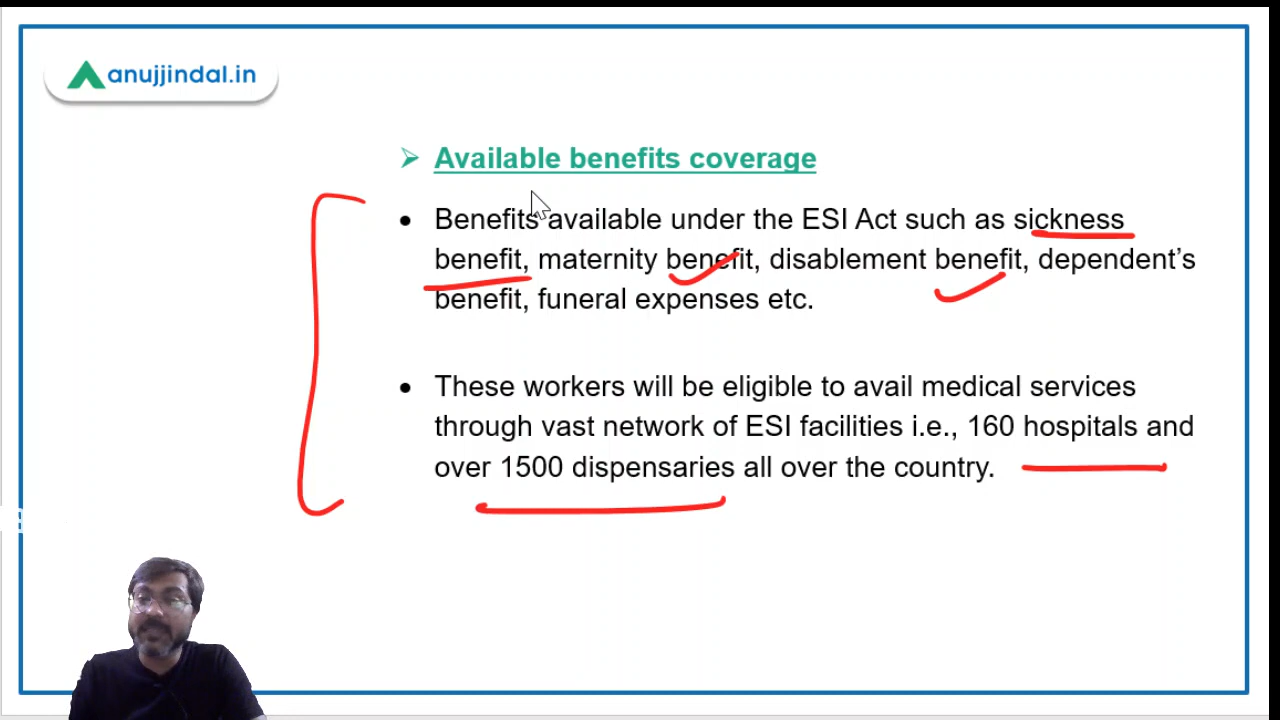 anujjindal.in
Available benefits coverage
Benefits available under the ESI Act such as sickness
benefit, maternity benefit, disablement benefit, dependent’s
benefit, funeral expenses etc.
These workers will be eligible to avail medical services
through vast network of ESI facilities i.e., 160 hospitals and
over 1500 dispensaries all over the country.